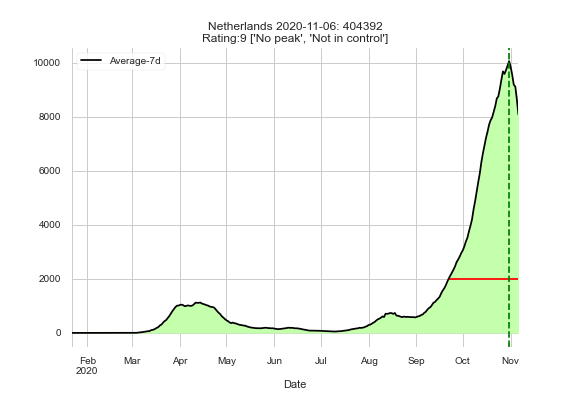 Netherlands 2020-11-06: 404392
Rating:9 ['No peak', 'Not in control']
Average-7d
10000
8000
6000
4000
2000
0
Feb Mar Apr May Jun Jul Aug Sep Oct Nov
2020
Date